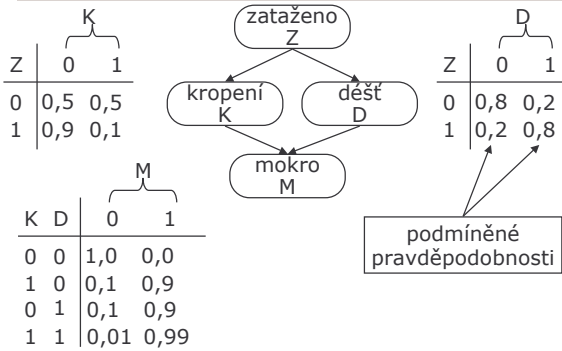 K
Z 0 1
0 0,5 0,5
1 0,9 0,1
zataženo
Z
kropení
K
déšť
D
mokro
M
D
Z 0 1
0 0,8 0,2
1 0,2 0,8
podmíněné
pravděpodobnosti
M
K D 0 1
0 0 1,0 0,0
1 0 0,1 0,9
0 1 0,1 0,9
1 1 0,01 0,99